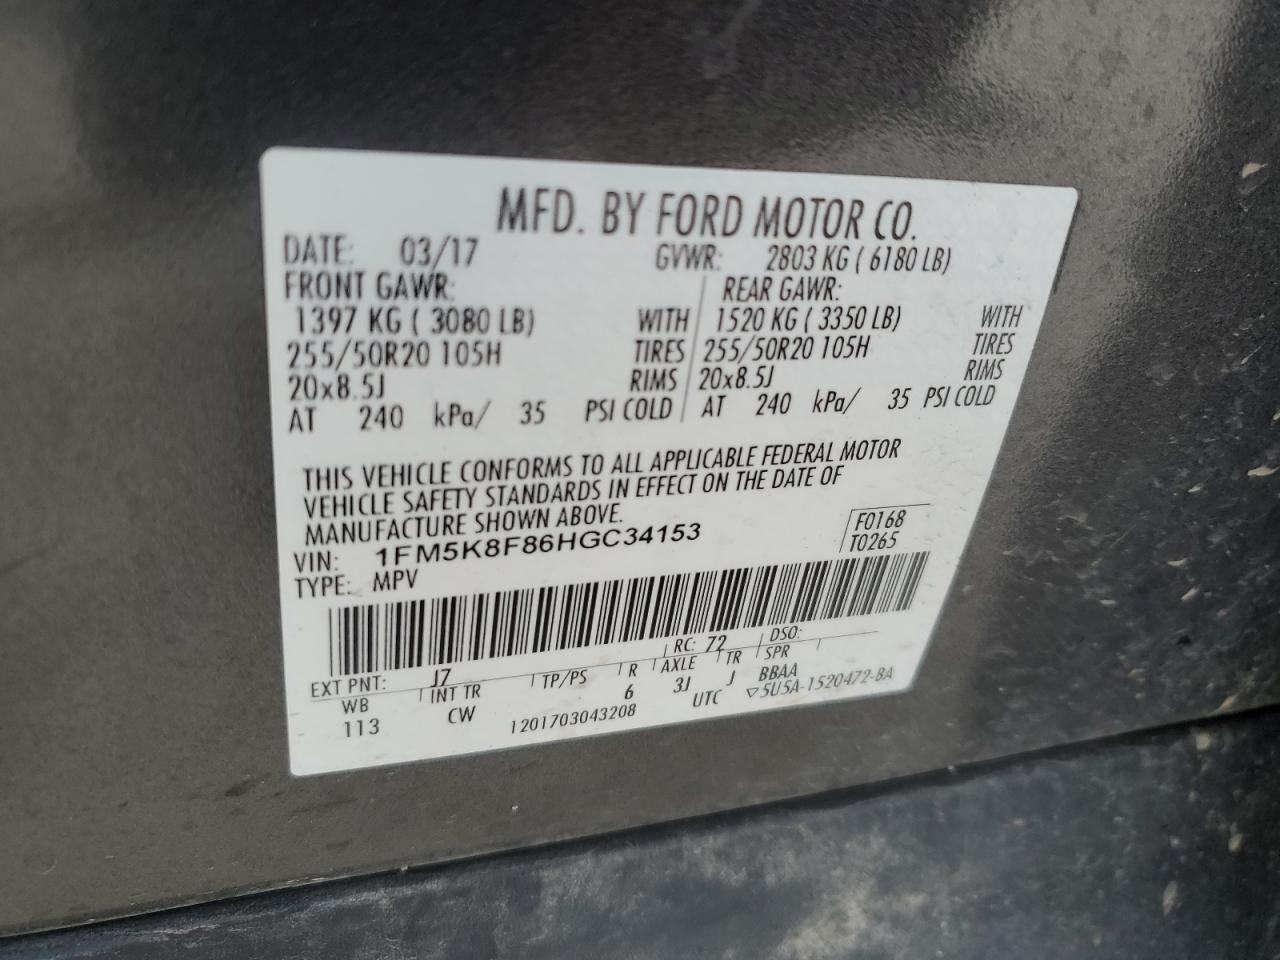 MFD. BY FORD MOTOR CO.
DATE: 03/17 GVWR: 2803 KG ( 6180 LB)
FRONT GAWR: REAR GAWR:
1397 KG ( 3080 LB) WITH 1520 KG ( 3350 LB) WITH
255/50R20 105H TIRES 255/50R20 105H TIRES
20x8.5J RIMS 20x8.5J RIMS
AT 240 kPa/ 35 PSI COLD AT 240 kPa/ 35 PSI COLD
THIS VEHICLE CONFORMS TO ALL APPLICABLE FEDERAL MOTOR
VEHICLE SAFETY STANDARDS IN EFFECT ON THE DATE OF
MANUFACTURE SHOWN ABOVE.
VIN: 1FM5K8F86HGC34153 F0168
TYPE: MPV T0265
EXT PNT: J7 RC: 72 DSO:
WB INT TR TP/PS R AXLE TR SPR
113 CW 6 3J J BBAA
1201703043208 UTC ▽5U5A-1520472-BA